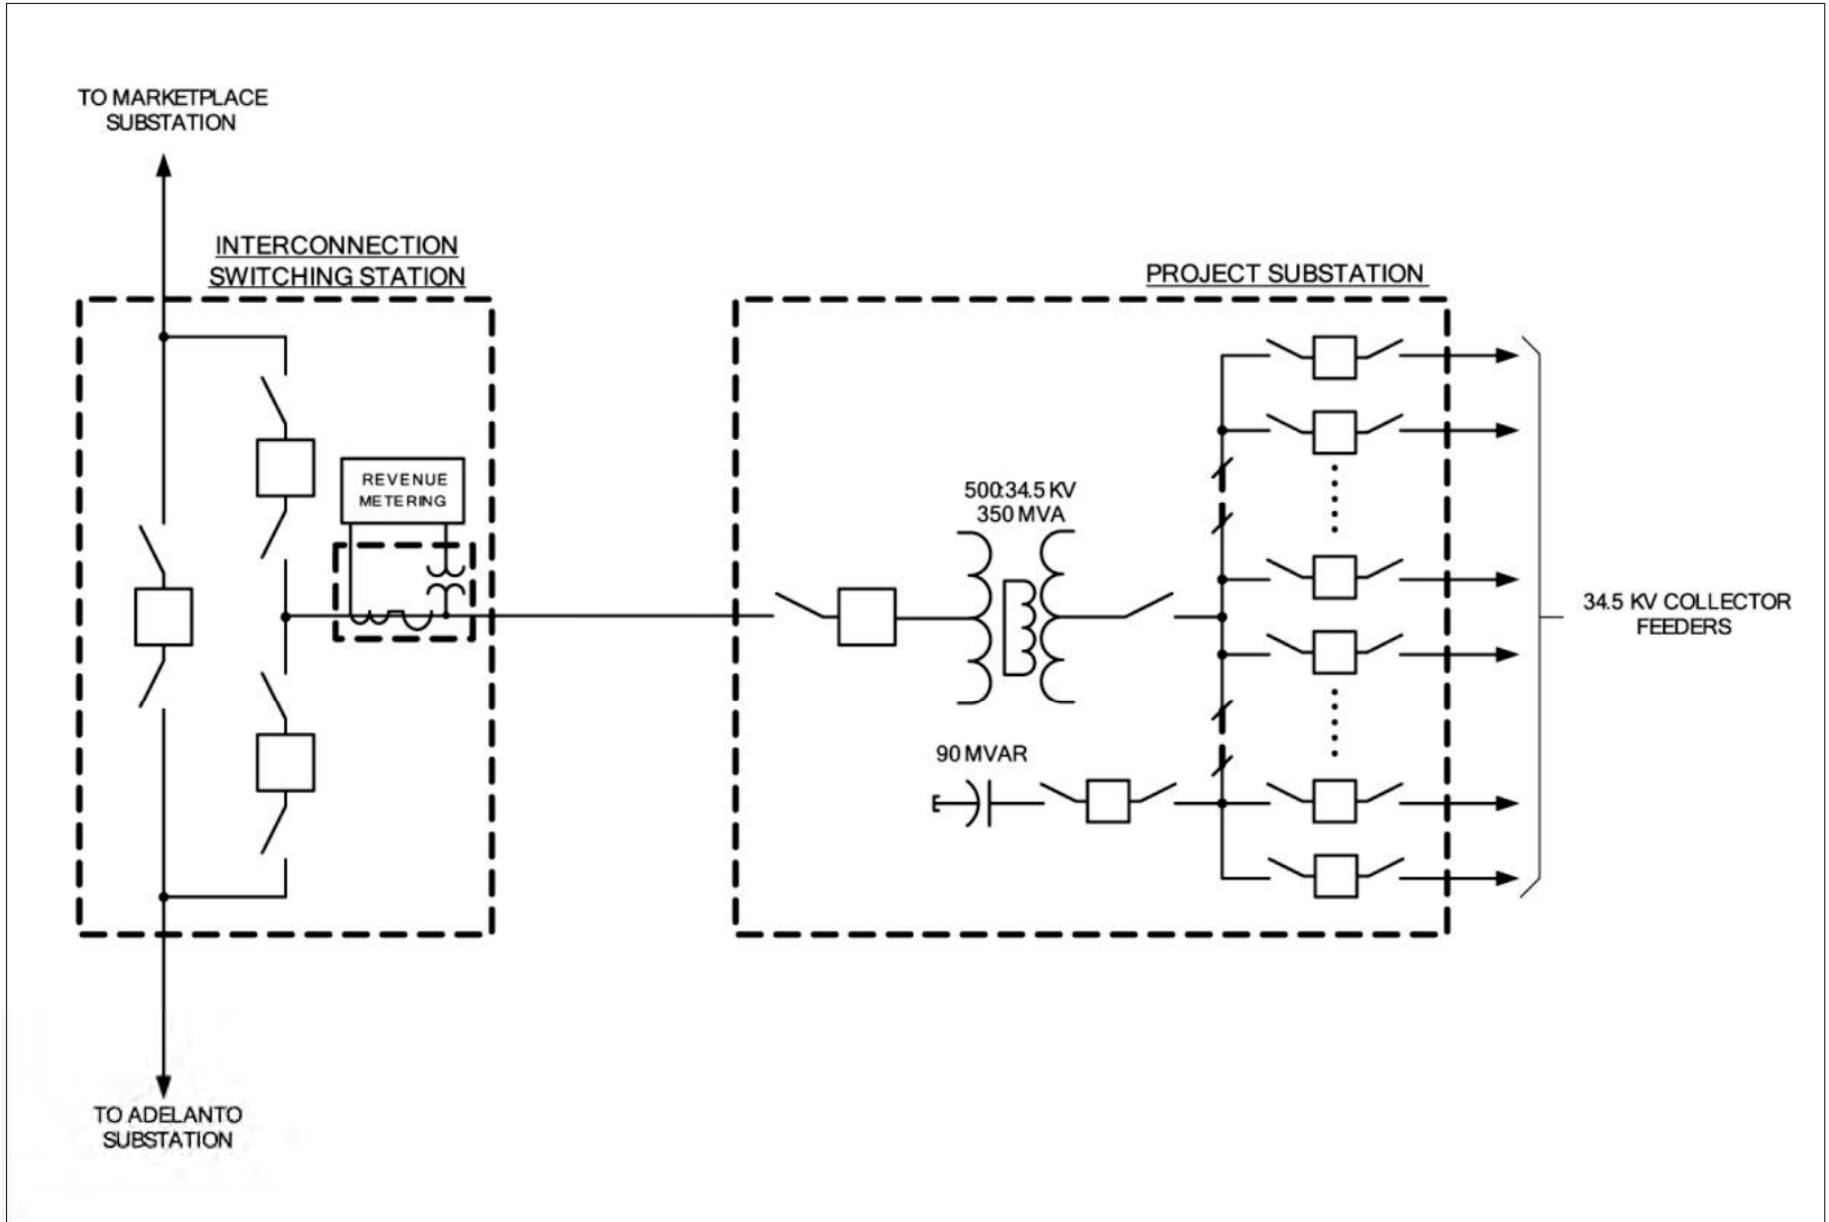 TO MARKETPLACE
SUBSTATION
INTERCONNECTION
SWITCHING STATION
PROJECT SUBSTATION
REVENUE
METERING
500:34.5 KV
350 MVA
34.5 KV COLLECTOR
FEEDERS
90 MVAR
TO ADELANTO
SUBSTATION